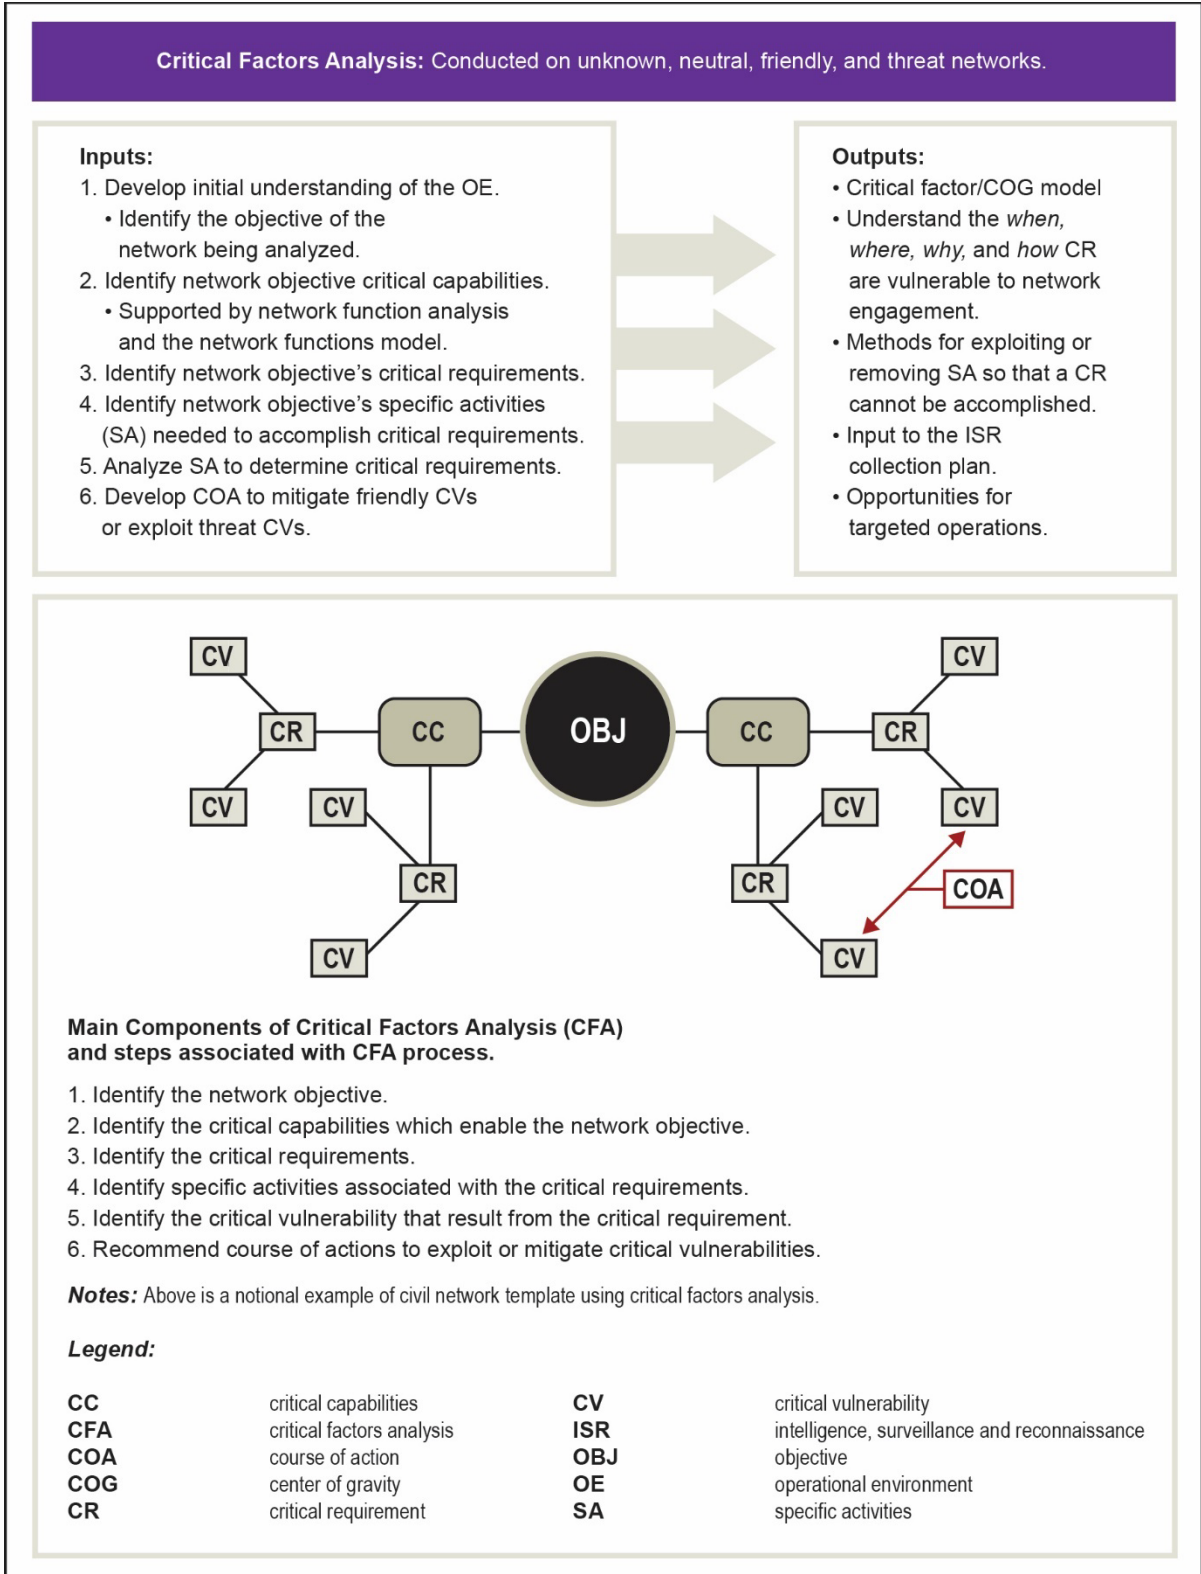 Critical Factors Analysis: Conducted on unknown, neutral, friendly, and threat networks.
Inputs:
1. Develop initial understanding of the OE.
• Identify the objective of the
network being analyzed.
2. Identify network objective critical capabilities.
• Supported by network function analysis
and the network functions model.
3. Identify network objective’s critical requirements.
4. Identify network objective’s specific activities
(SA) needed to accomplish critical requirements.
5. Analyze SA to determine critical requirements.
6. Develop COA to mitigate friendly CVs
or exploit threat CVs.
Outputs:
• Critical factor/COG model
• Understand the when,
where, why, and how CR
are vulnerable to network
engagement.
• Methods for exploiting or
removing SA so that a CR
cannot be accomplished.
• Input to the ISR
collection plan.
• Opportunities for
targeted operations.
CV
CV
CR
CC
OBJ
CC
CR
CV
CV
CV
CV
CR
CR
COA
CV
CV
Main Components of Critical Factors Analysis (CFA)
and steps associated with CFA process.
1. Identify the network objective.
2. Identify the critical capabilities which enable the network objective.
3. Identify the critical requirements.
4. Identify specific activities associated with the critical requirements.
5. Identify the critical vulnerability that result from the critical requirement.
6. Recommend course of actions to exploit or mitigate critical vulnerabilities.
Notes: Above is a notional example of civil network template using critical factors analysis.
Legend:
CC critical capabilities
CFA critical factors analysis
COA course of action
COG center of gravity
CR critical requirement
CV critical vulnerability
ISR intelligence, surveillance and reconnaissance
OBJ objective
OE operational environment
SA specific activities